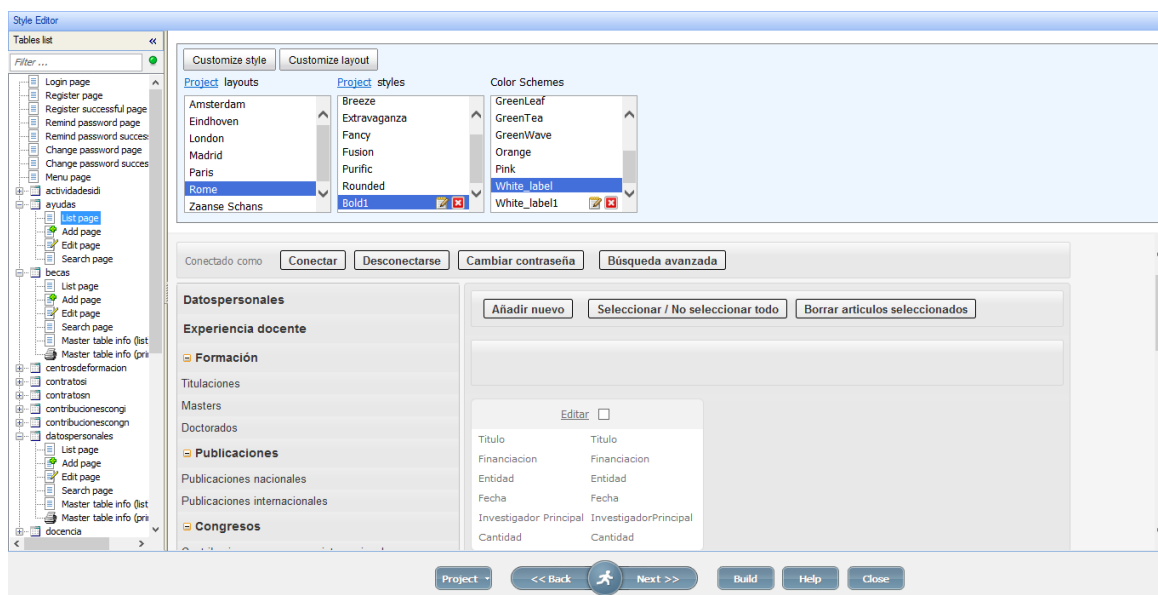 Style Editor
Tables list «
Filter ...
Login page
Register page
Register successful page
Remind password page
Remind password succes
Change password page
Change password succes
Menu page
actividadesidi
ayudas
List page
Add page
Edit page
Search page
becas
List page
Add page
Edit page
Search page
Master table info (list
Master table info (prin
centrosdeformacion
contratosi
contratosn
contribucionescongi
contribucionescongn
datospersonales
List page
Add page
Edit page
Search page
Master table info (list
Master table info (prin
docencia
Customize style Customize layout
Project layouts Project styles Color Schemes
Amsterdam
Eindhoven
London
Madrid
Paris
Rome
Zaanse Schans
Breeze
Extravaganza
Fancy
Fusion
Purific
Rounded
Bold1
GreenLeaf
GreenTea
GreenWave
Orange
Pink
White_label
White_label1
Conectado como Conectar Desconectarse Cambiar contraseña Búsqueda avanzada
Datospersonales
Experiencia docente
Formación
Titulaciones
Masters
Doctorados
Publicaciones
Publicaciones nacionales
Publicaciones internacionales
Congresos
Añadir nuevo Seleccionar / No seleccionar todo Borrar articulos seleccionados
Editar
Titulo Titulo
Financiacion Financiacion
Entidad Entidad
Fecha Fecha
Investigador Principal InvestigadorPrincipal
Cantidad Cantidad
Project << Back Next >> Build Help Close